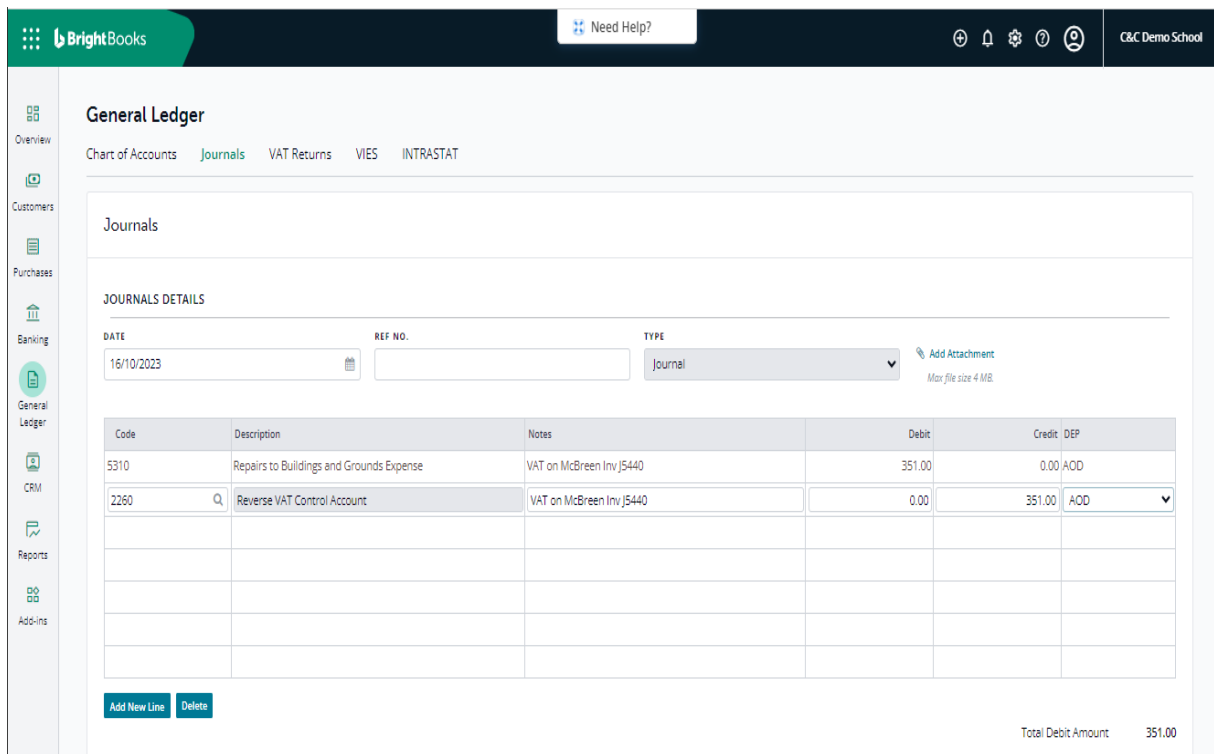 BrightBooks
Need Help?
C&C Demo School
Overview
Customers
Purchases
Banking
General
Ledger
CRM
Reports
Add-ins
General Ledger
Chart of Accounts Journals VAT Returns VIES INTRASTAT
Journals
JOURNALS DETAILS
DATE REF NO. TYPE
16/10/2023 Journal Add Attachment
Max file size 4 MB.
Code Description Notes Debit Credit DEP
5310 Repairs to Buildings and Grounds Expense VAT on McBreen Inv J5440 351.00 0.00 AOD
2260 Reverse VAT Control Account VAT on McBreen Inv J5440 0.00 351.00 AOD
Add New Line Delete
Total Debit Amount 351.00